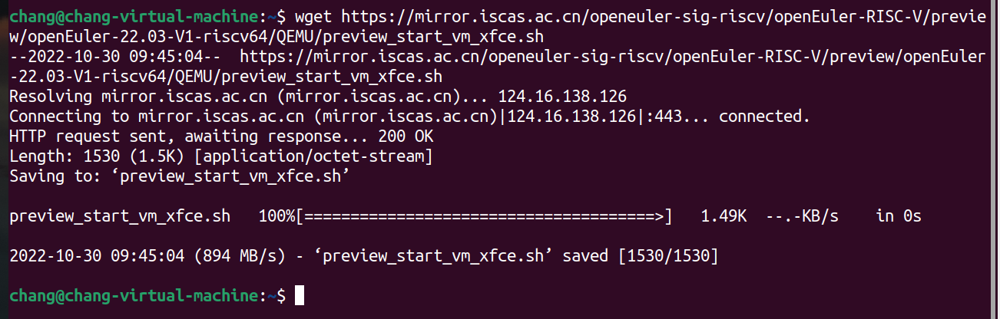 chang@chang-virtual-machine:~$ wget https://mirror.iscas.ac.cn/openeuler-sig-riscv/openEuler-RISC-V/previe
w/openEuler-22.03-V1-riscv64/QEMU/preview_start_vm_xfce.sh
--2022-10-30 09:45:04--  https://mirror.iscas.ac.cn/openeuler-sig-riscv/openEuler-RISC-V/preview/openEuler
-22.03-V1-riscv64/QEMU/preview_start_vm_xfce.sh
Resolving mirror.iscas.ac.cn (mirror.iscas.ac.cn)... 124.16.138.126
Connecting to mirror.iscas.ac.cn (mirror.iscas.ac.cn)|124.16.138.126|:443... connected.
HTTP request sent, awaiting response... 200 OK
Length: 1530 (1.5K) [application/octet-stream]
Saving to: ‘preview_start_vm_xfce.sh’
preview_start_vm_xfce.sh   100%[======================================>]   1.49K  --.-KB/s    in 0s
2022-10-30 09:45:04 (894 MB/s) - ‘preview_start_vm_xfce.sh’ saved [1530/1530]
chang@chang-virtual-machine:~$